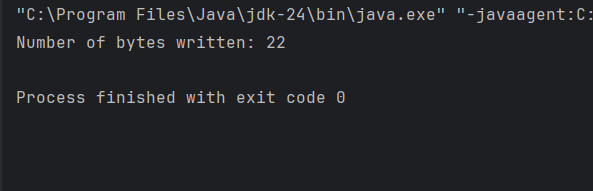 "C:\Program Files\Java\jdk-24\bin\java.exe" "-javaagent:C:
Number of bytes written: 22
Process finished with exit code 0